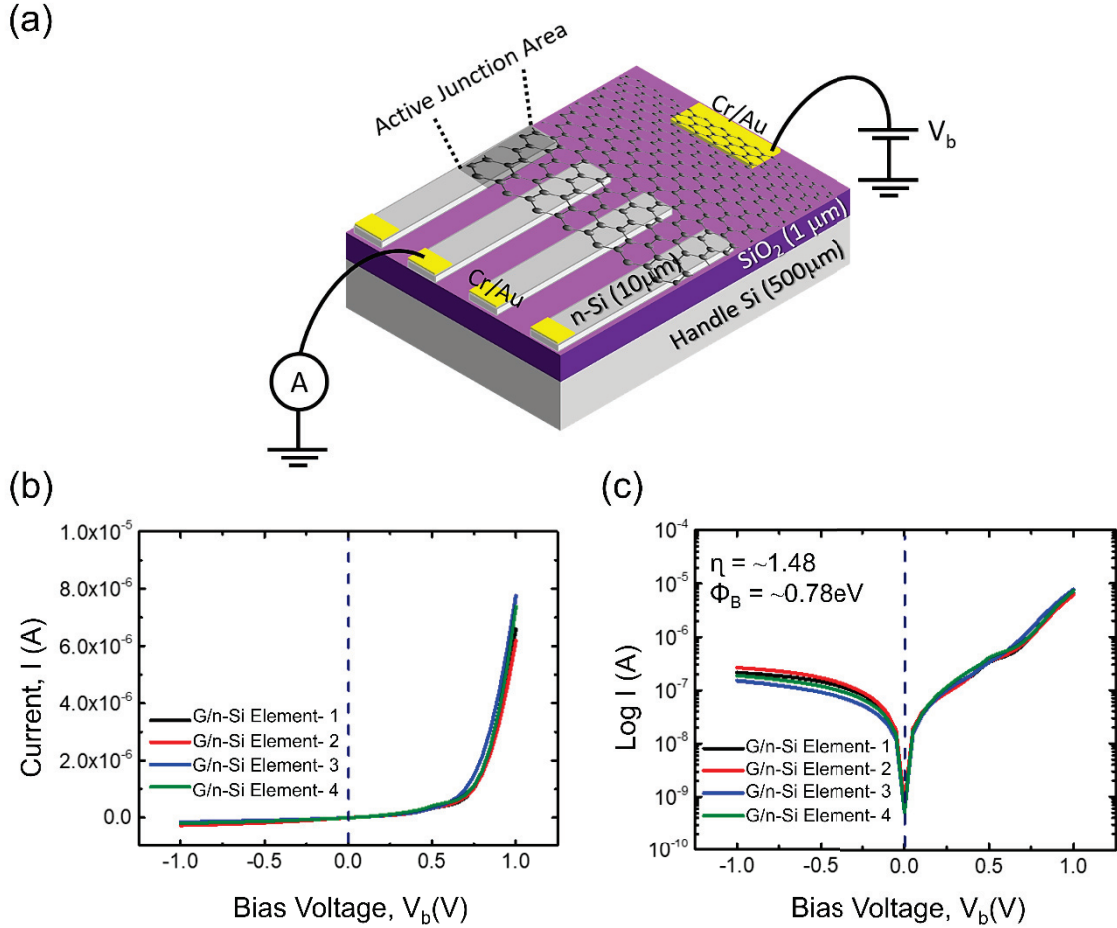 (a)
Active Junction Area
Cr/Au
V_b
SiO₂ (1 μm)
n-Si (10μm)
Cr/Au
Handle Si (500μm)
A
(b)
Current, I (A)
1.0x10⁻⁵
8.0x10⁻⁶
6.0x10⁻⁶
4.0x10⁻⁶
2.0x10⁻⁶
0.0
G/n-Si Element- 1
G/n-Si Element- 2
G/n-Si Element- 3
G/n-Si Element- 4
-1.0 -0.5 0.0 0.5 1.0
Bias Voltage, V_b(V)
(c)
Log I (A)
10⁻⁴
10⁻⁵
10⁻⁶
10⁻⁷
10⁻⁸
10⁻⁹
10⁻¹⁰
η = ~1.48
Φ_B = ~0.78eV
G/n-Si Element- 1
G/n-Si Element- 2
G/n-Si Element- 3
G/n-Si Element- 4
-1.0 -0.5 0.0 0.5 1.0
Bias Voltage, V_b(V)